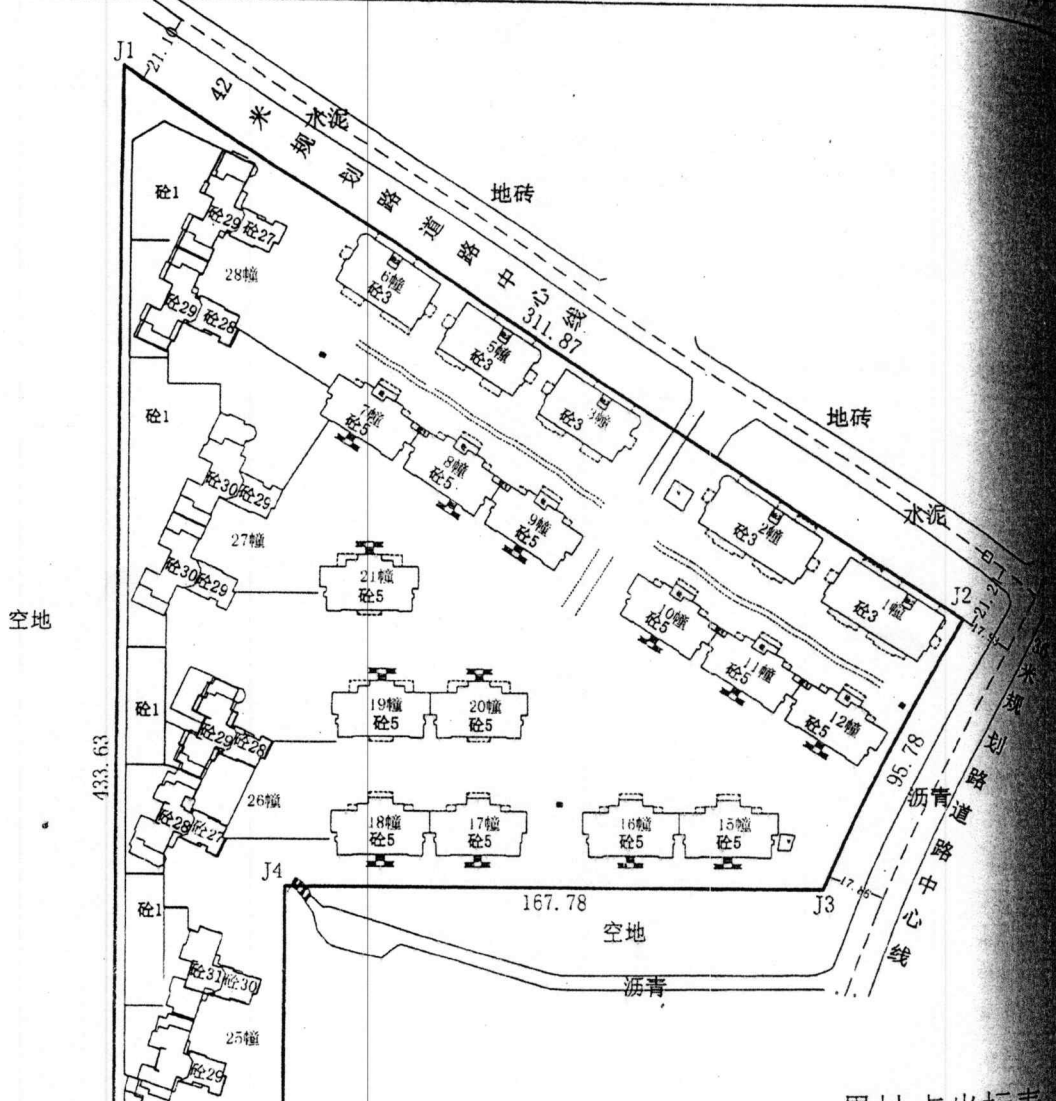 J1
21.1
42米规划路道路中心线
水泥
地砖
砼1
砼29
砼27
28幢
砼29
砼28
6幢
砼3
5幢
砼3
311.87
3幢
砼3
地砖
砼1
7幢
砼5
8幢
砼5
9幢
砼5
砼30
砼29
27幢
砼30
砼29
2幢
砼3
水泥
1幢
砼3
J2
21.2
米规划路道路中心线
空地
21幢
砼5
10幢
砼5
11幢
砼5
12幢
砼5
砼1
19幢
砼5
20幢
砼5
砼29
砼28
433.63
95.78
沥青
26幢
砼28
砼27
18幢
砼5
17幢
砼5
16幢
砼5
15幢
砼5
J4
167.78
J3
17.86
空地
砼1
沥青
砼31
砼30
25幢
砼29